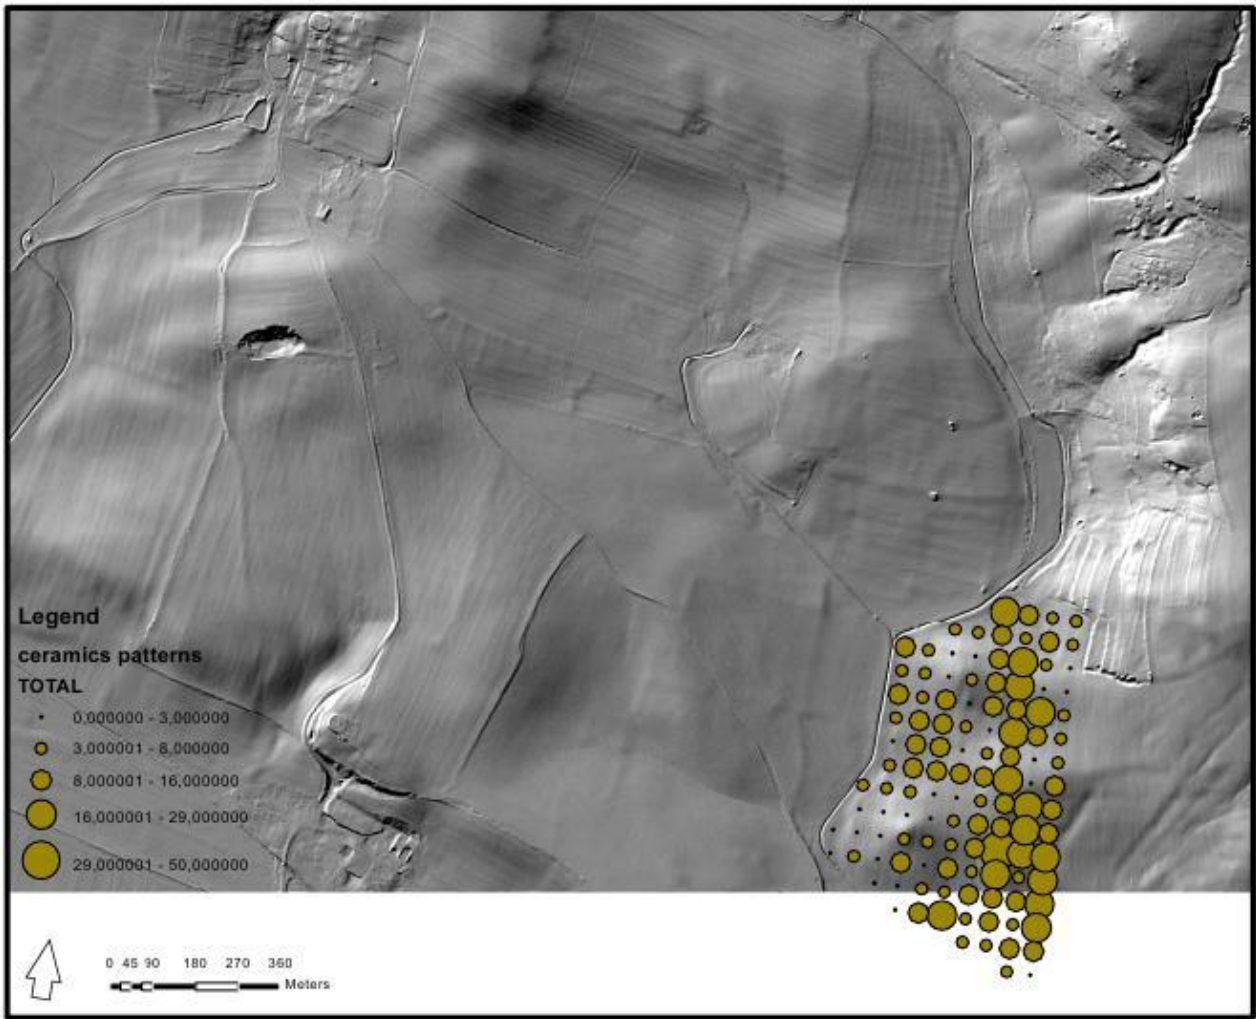 Legend
ceramics patterns
TOTAL
0,000000 - 3,000000
3,000001 - 8,000000
8,000001 - 16,000000
16,000001 - 29,000000
29,000001 - 50,000000
0 45 90 180 270 360
Meters